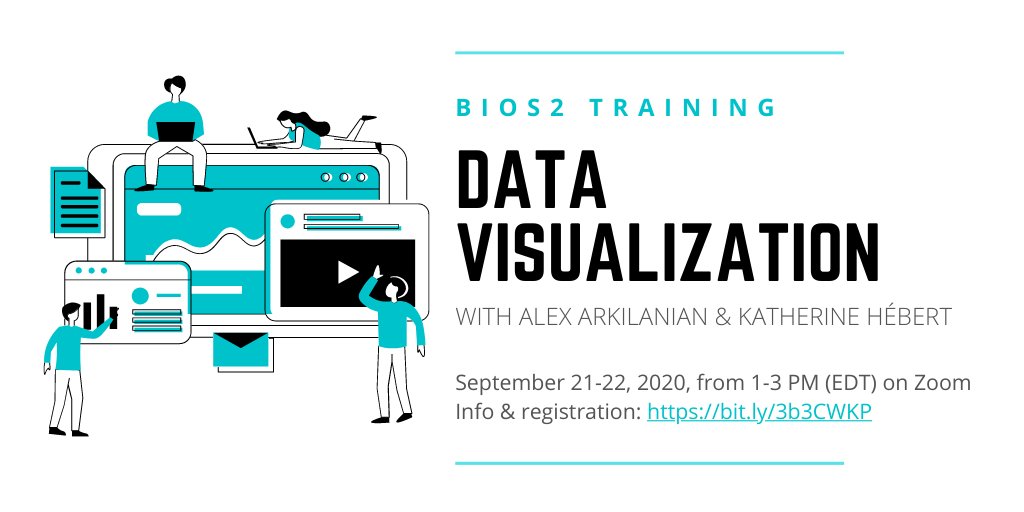 BIOS2 TRAINING
DATA
VISUALIZATION
WITH ALEX ARKILANIAN & KATHERINE HÉBERT
September 21-22, 2020, from 1-3 PM (EDT) on Zoom
Info & registration: https://bit.ly/3b3CWKP